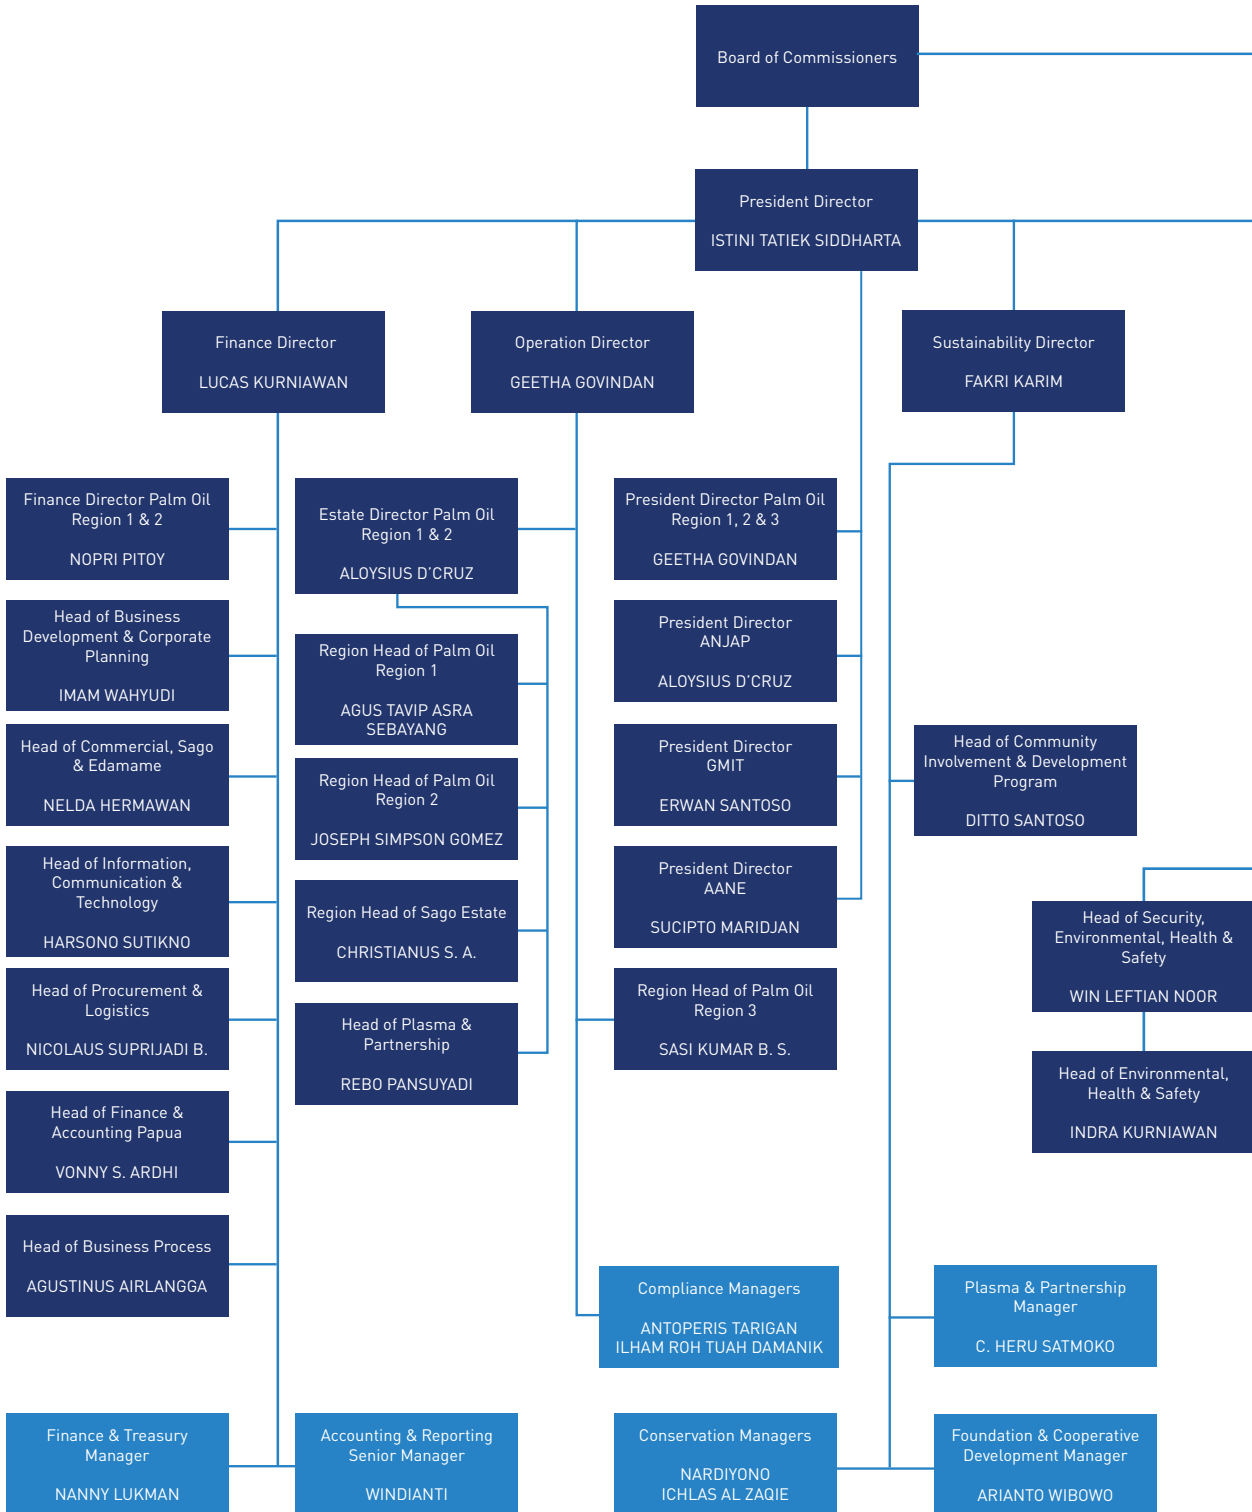 Board of Commissioners
President Director
ISTINI TATIEK SIDDHARTA
Finance Director
LUCAS KURNIAWAN
Operation Director
GEETHA GOVINDAN
Sustainability Director
FAKRI KARIM
Finance Director Palm Oil
Region 1 & 2
NOPRI PITOY
Head of Business
Development & Corporate
Planning
IMAM WAHYUDI
Head of Commercial, Sago
& Edamame
NELDA HERMAWAN
Head of Information,
Communication &
Technology
HARSONO SUTIKNO
Head of Procurement &
Logistics
NICOLAUS SUPRIJADI B.
Head of Finance &
Accounting Papua
VONNY S. ARDHI
Head of Business Process
AGUSTINUS AIRLANGGA
Finance & Treasury
Manager
NANNY LUKMAN
Accounting & Reporting
Senior Manager
WINDIANTI
Estate Director Palm Oil
Region 1 & 2
ALOYSIUS D’CRUZ
Region Head of Palm Oil
Region 1
AGUS TAVIP ASRA
SEBAYANG
Region Head of Palm Oil
Region 2
JOSEPH SIMPSON GOMEZ
Region Head of Sago Estate
CHRISTIANUS S. A.
Head of Plasma &
Partnership
REBO PANSUYADI
President Director Palm Oil
Region 1, 2 & 3
GEETHA GOVINDAN
President Director
ANJAP
ALOYSIUS D’CRUZ
President Director
GMIT
ERWAN SANTOSO
President Director
AANE
SUCIPTO MARIDJAN
Region Head of Palm Oil
Region 3
SASI KUMAR B. S.
Compliance Managers
ANTOPERIS TARIGAN
ILHAM ROH TUAH DAMANIK
Head of Community
Involvement & Development
Program
DITTO SANTOSO
Head of Security,
Environmental, Health &
Safety
WIN LEFTIAN NOOR
Head of Environmental,
Health & Safety
INDRA KURNIAWAN
Plasma & Partnership
Manager
C. HERU SATMOKO
Conservation Managers
NARDIYONO
ICHLAS AL ZAQIE
Foundation & Cooperative
Development Manager
ARIANTO WIBOWO